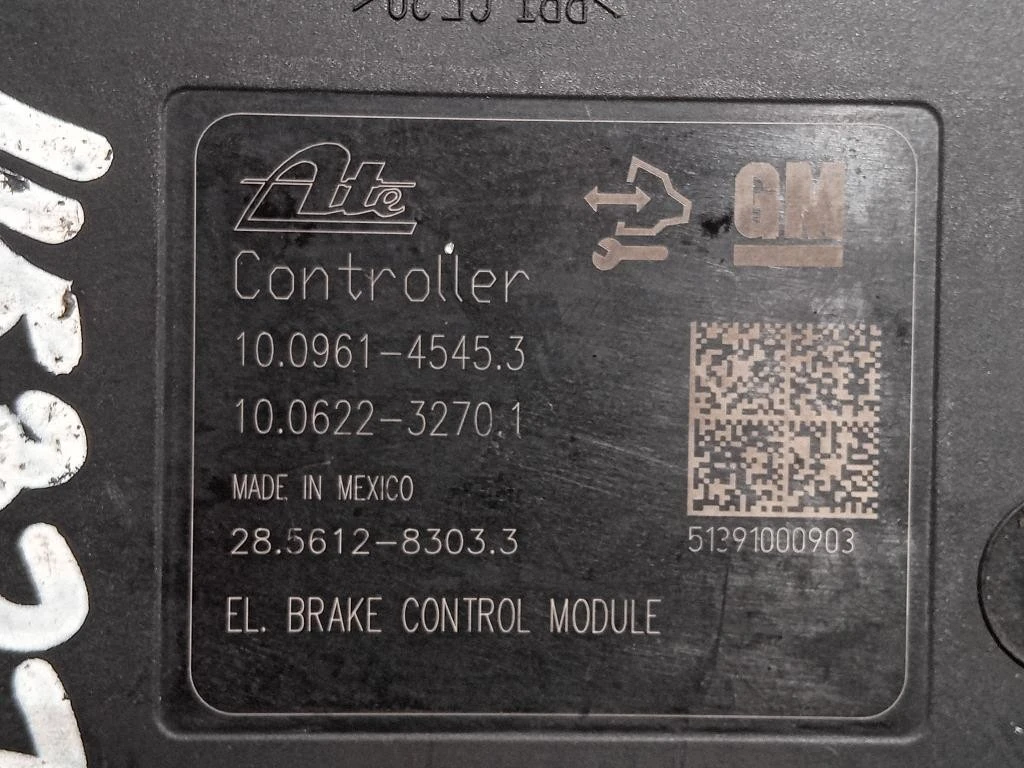 Ate
GM
Controller
10.0961-4545.3
10.0622-3270.1
MADE IN MEXICO
28.5612-8303.3
51391000903
EL. BRAKE CONTROL MODULE